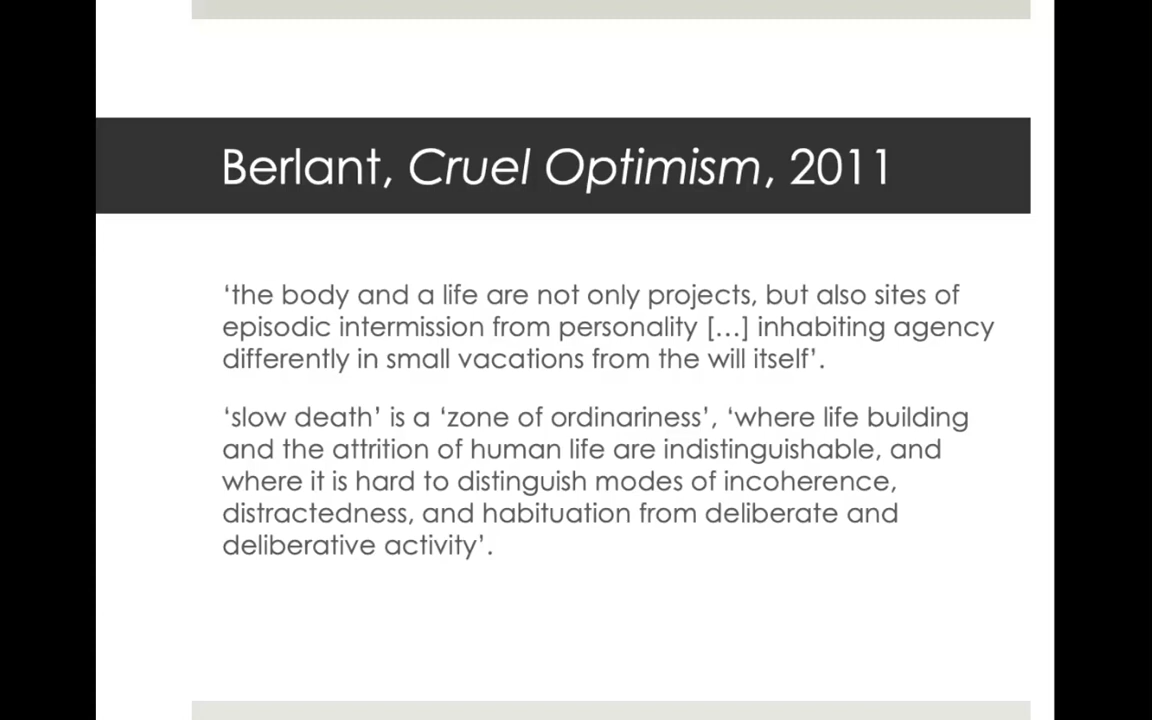 Berlant, Cruel Optimism, 2011
‘the body and a life are not only projects, but also sites of
episodic intermission from personality […] inhabiting agency
differently in small vacations from the will itself’.
‘slow death’ is a ‘zone of ordinariness’, ‘where life building
and the attrition of human life are indistinguishable, and
where it is hard to distinguish modes of incoherence,
distractedness, and habituation from deliberate and
deliberative activity’.